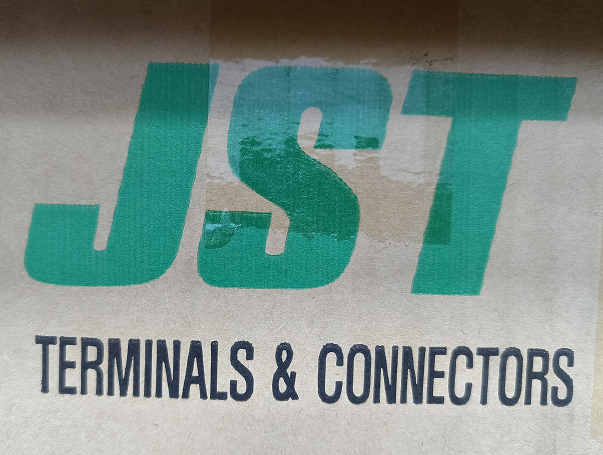 JST
TERMINALS & CONNECTORS